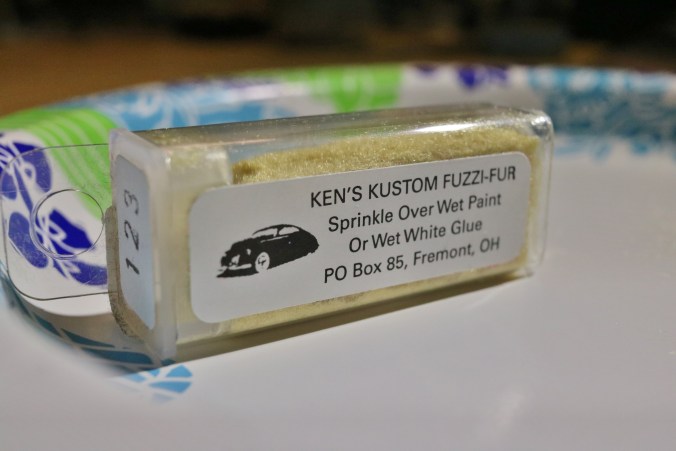 KEN'S KUSTOM FUZZI-FUR
Sprinkle Over Wet Paint
Or Wet White Glue
PO Box 85, Fremont, OH
123